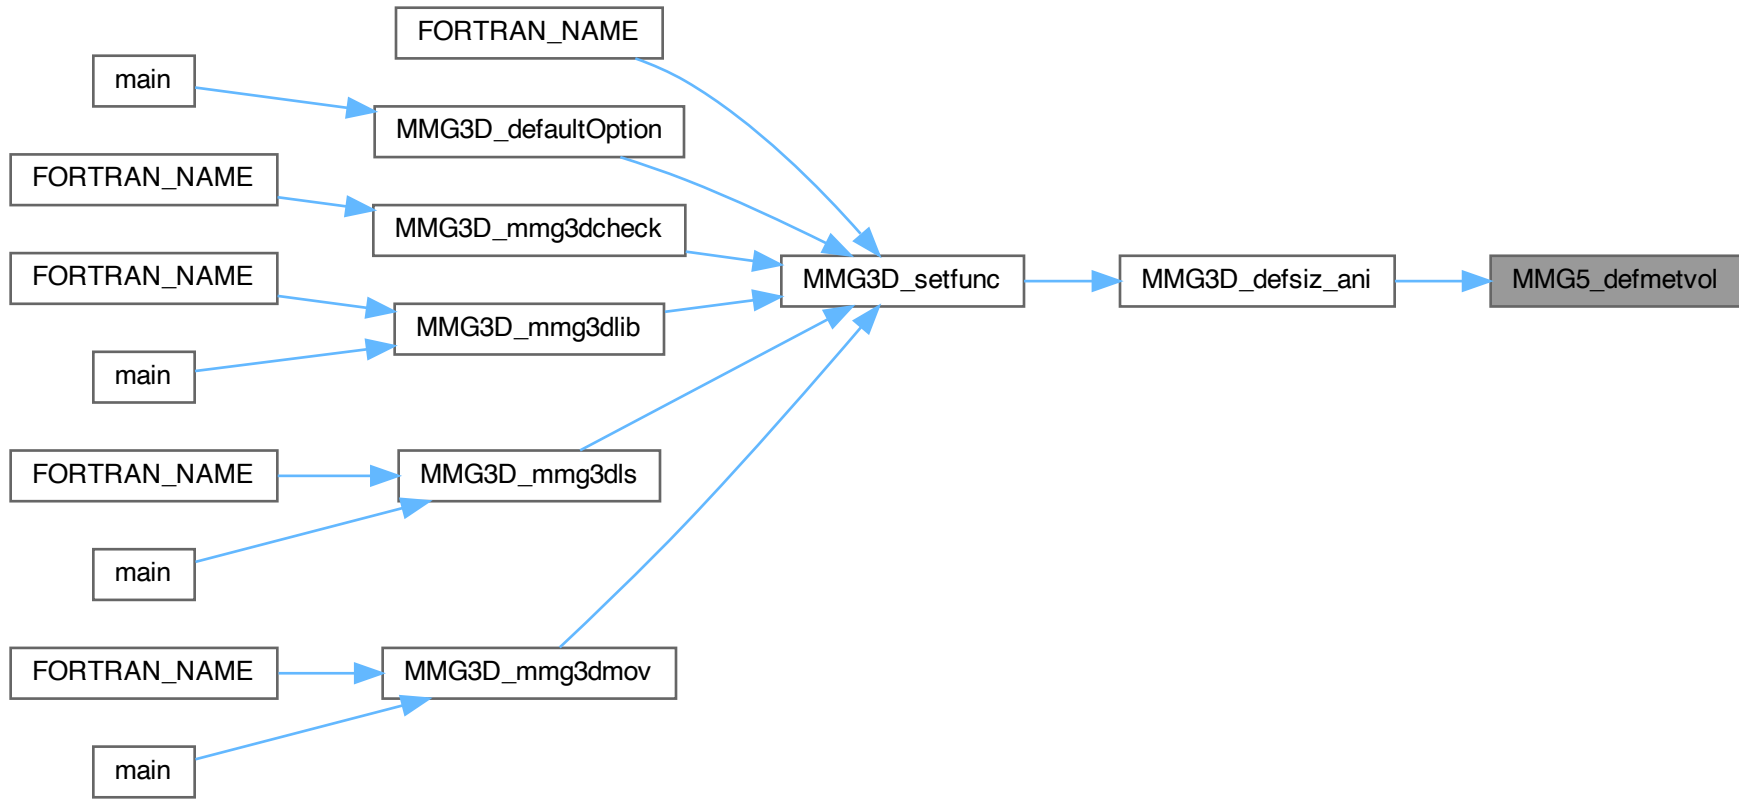 FORTRAN_NAME
main
MMG3D_defaultOption
FORTRAN_NAME
MMG3D_mmg3dcheck
FORTRAN_NAME
MMG3D_setfunc
MMG3D_defsiz_ani
MMG5_defmetvol
MMG3D_mmg3dlib
main
FORTRAN_NAME
MMG3D_mmg3dls
main
FORTRAN_NAME
MMG3D_mmg3dmov
main